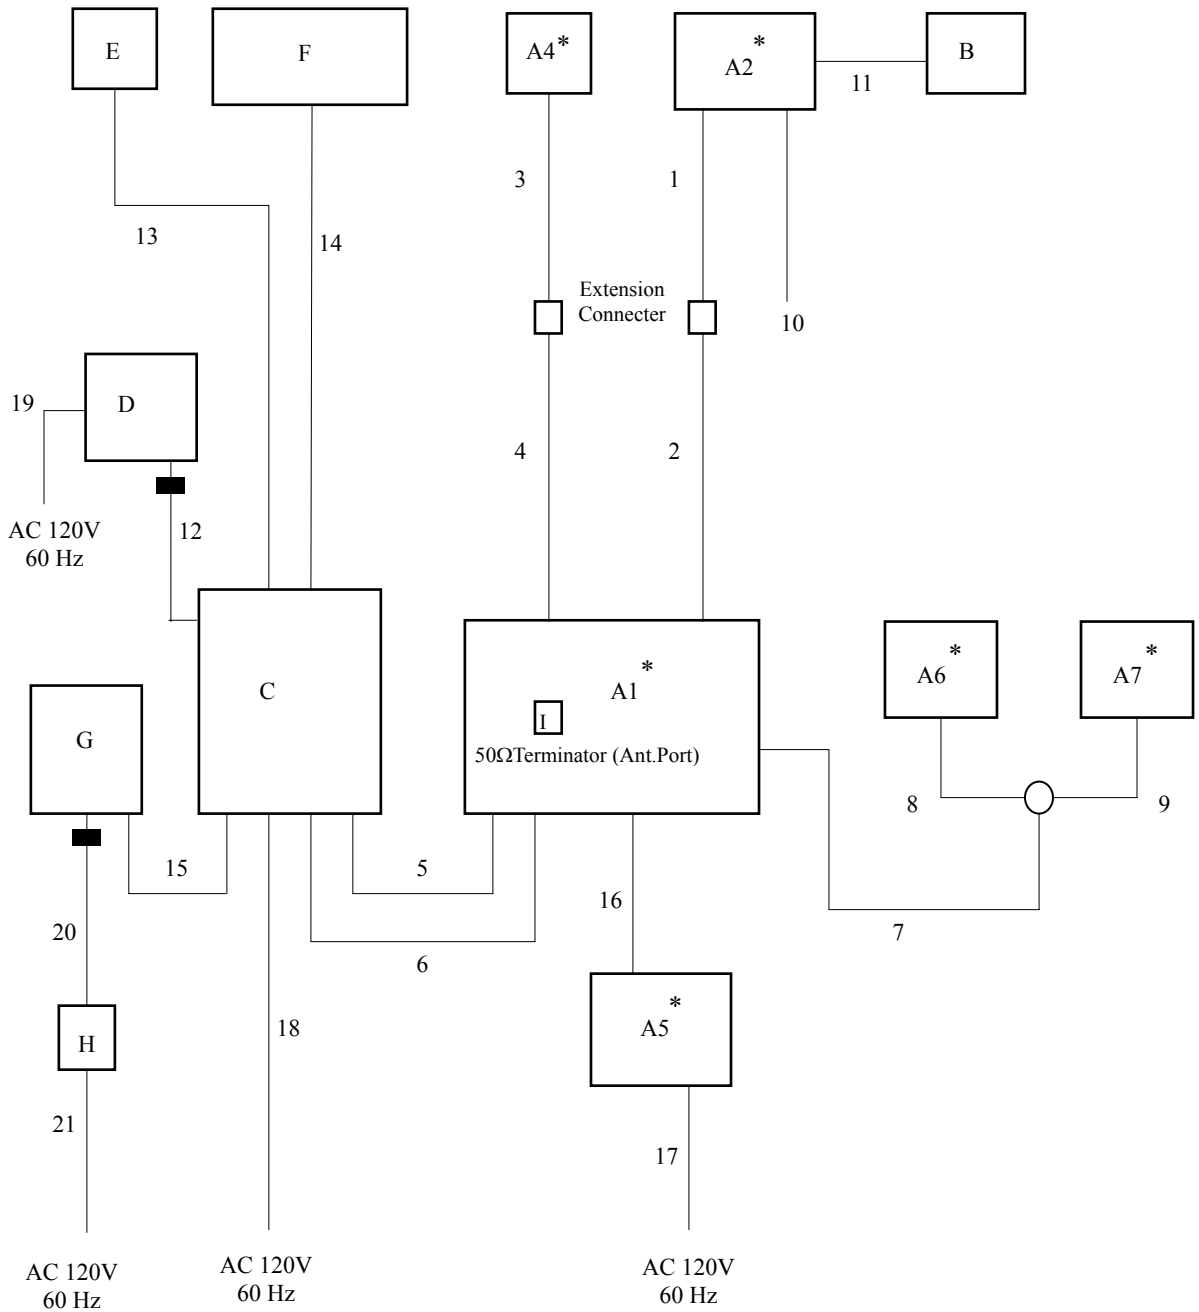 E
F
A4*
A2*
B
11
3
1
13
14
Extension
Connecter
10
19
D
4
2
12
AC 120V
60 Hz
C
A1*
A6*
A7*
I
G
50ΩTerminator (Ant.Port)
8
9
15
5
16
20
7
6
A5*
18
H
21
17
AC 120V
60 Hz
AC 120V
60 Hz
AC 120V
60 Hz